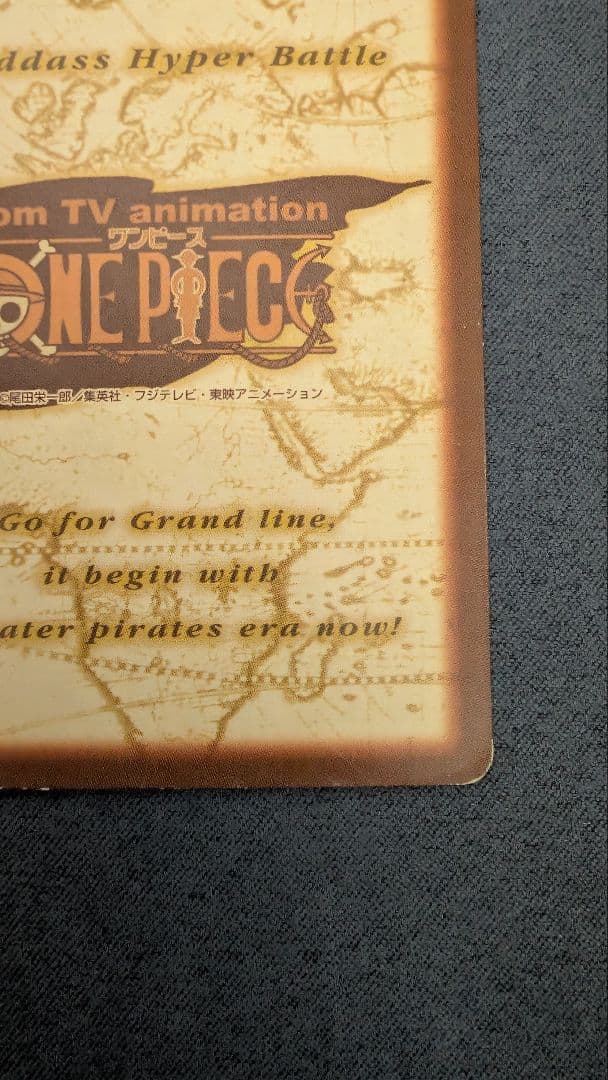 ddass Hyper Battle
om TV animation
ワンピース
ONE PIECE
©尾田栄一郎／集英社・フジテレビ・東映アニメーション
Go for Grand line,
it begin with
ater pirates era now!